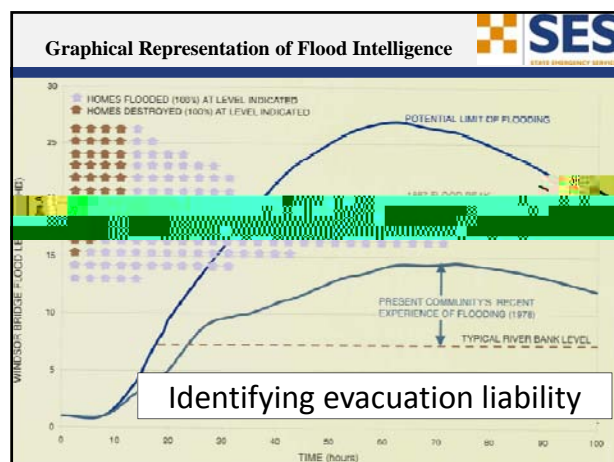 Graphical Representation of Flood Intelligence
SES
STATE EMERGENCY SERVICE
30
HOMES FLOODED (100%) AT LEVEL INDICATED
HOMES DESTROYED (100%) AT LEVEL INDICATED
POTENTIAL LIMIT OF FLOODING
25
FLOOD PEAK
15
PRESENT COMMUNITY'S RECENT
EXPERIENCE OF FLOODING (1978)
10
TYPICAL RIVER BANK LEVEL
5
Identifying evacuation liability
0
0 10 20 30 40 50 60 70 80 90 100
TIME (hours)
WINDSOR BRIDGE FLOOD